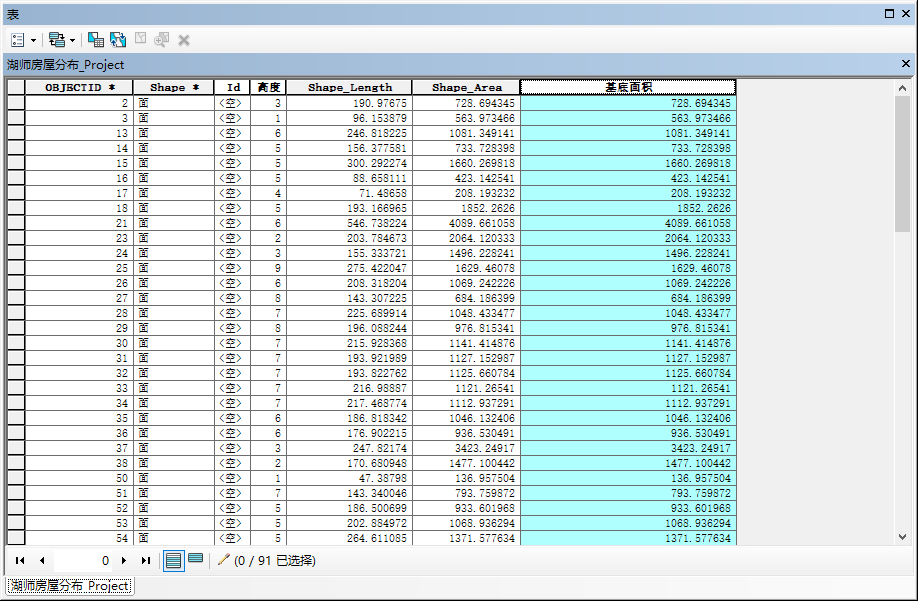 表
湖师房屋分布_Project
OBJECTID * Shape * Id 高度 Shape_Length Shape_Area 基底面积
2 面 <空> 3 190.97675 728.694345 728.694345
3 面 <空> 1 96.153879 563.973466 563.973466
13 面 <空> 6 246.818225 1081.349141 1081.349141
14 面 <空> 5 156.377581 733.728398 733.728398
15 面 <空> 5 300.292274 1660.269818 1660.269818
16 面 <空> 5 88.658111 423.142541 423.142541
17 面 <空> 4 71.48658 208.193232 208.193232
18 面 <空> 5 193.166965 1852.2626 1852.2626
21 面 <空> 6 546.738224 4089.661058 4089.661058
23 面 <空> 2 203.784673 2064.120333 2064.120333
24 面 <空> 3 155.333721 1496.228241 1496.228241
25 面 <空> 9 275.422047 1629.46078 1629.46078
26 面 <空> 6 208.318204 1069.242226 1069.242226
27 面 <空> 8 143.307225 684.186399 684.186399
28 面 <空> 7 225.689914 1048.433477 1048.433477
29 面 <空> 8 196.088244 976.815341 976.815341
30 面 <空> 7 215.928368 1141.414876 1141.414876
31 面 <空> 7 193.921989 1127.152987 1127.152987
32 面 <空> 7 193.822762 1125.660784 1125.660784
33 面 <空> 7 216.98887 1121.26541 1121.26541
34 面 <空> 7 217.468774 1112.937291 1112.937291
35 面 <空> 6 186.818342 1046.132406 1046.132406
36 面 <空> 6 176.902215 936.530491 936.530491
37 面 <空> 3 247.82174 3423.24917 3423.24917
38 面 <空> 2 170.680948 1477.100442 1477.100442
50 面 <空> 1 47.38798 136.957504 136.957504
51 面 <空> 7 143.340046 793.759872 793.759872
52 面 <空> 5 186.500699 933.601968 933.601968
53 面 <空> 5 202.884972 1068.936294 1068.936294
54 面 <空> 5 264.611085 1371.577634 1371.577634
0 (0 / 91 已选择)
湖师房屋分布_Project